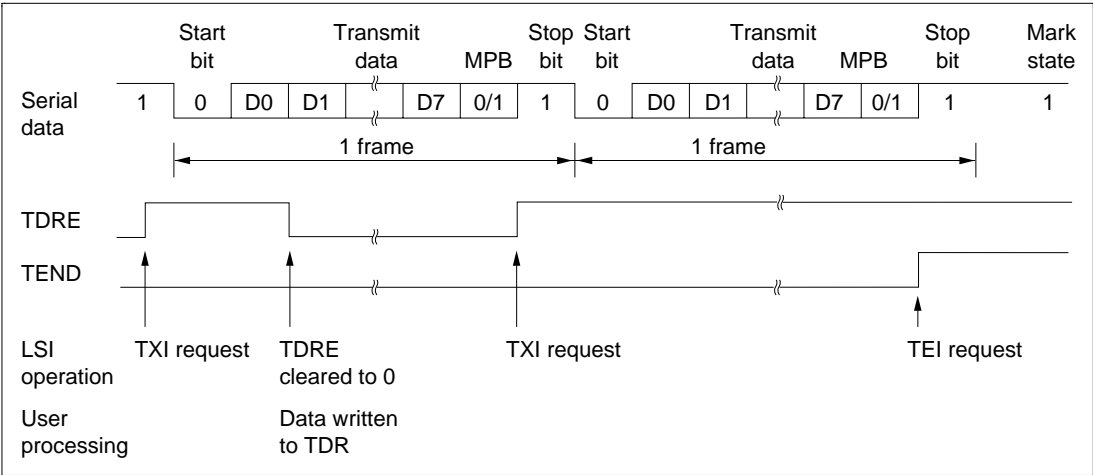 Start Transmit Stop Start Transmit Stop Mark
bit data MPB bit bit data MPB bit state
Serial data 1 0 D0 D1 D7 0/1 1 0 D0 D1 D7 0/1 1 1
1 frame 1 frame
TDRE
TEND
LSI TXI request TDRE TXI request TEI request
operation cleared to 0
User Data written
processing to TDR